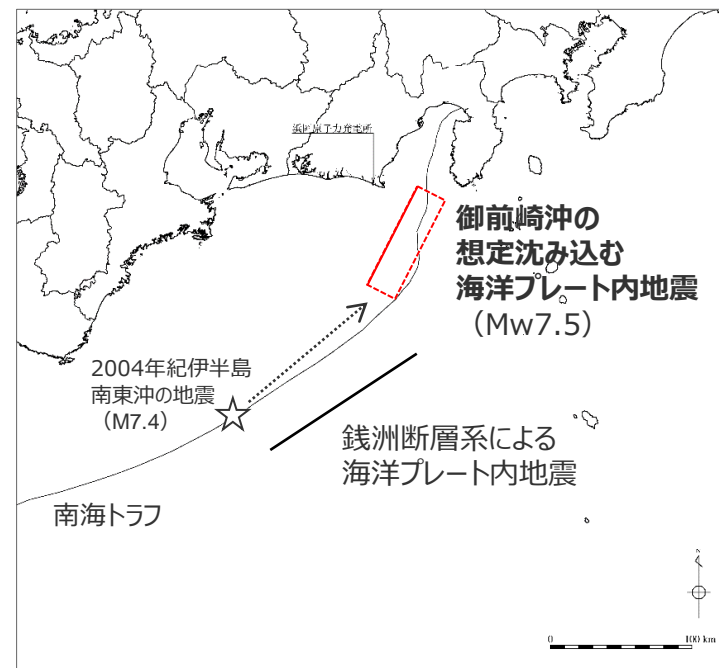 浜岡原子力発電所
御前崎沖の
想定沈み込む
海洋プレート内地震
（Mw7.5）
2004年紀伊半島
南東沖の地震
（M7.4）
銭洲断層系による
海洋プレート内地震
南海トラフ
N
0 100 km